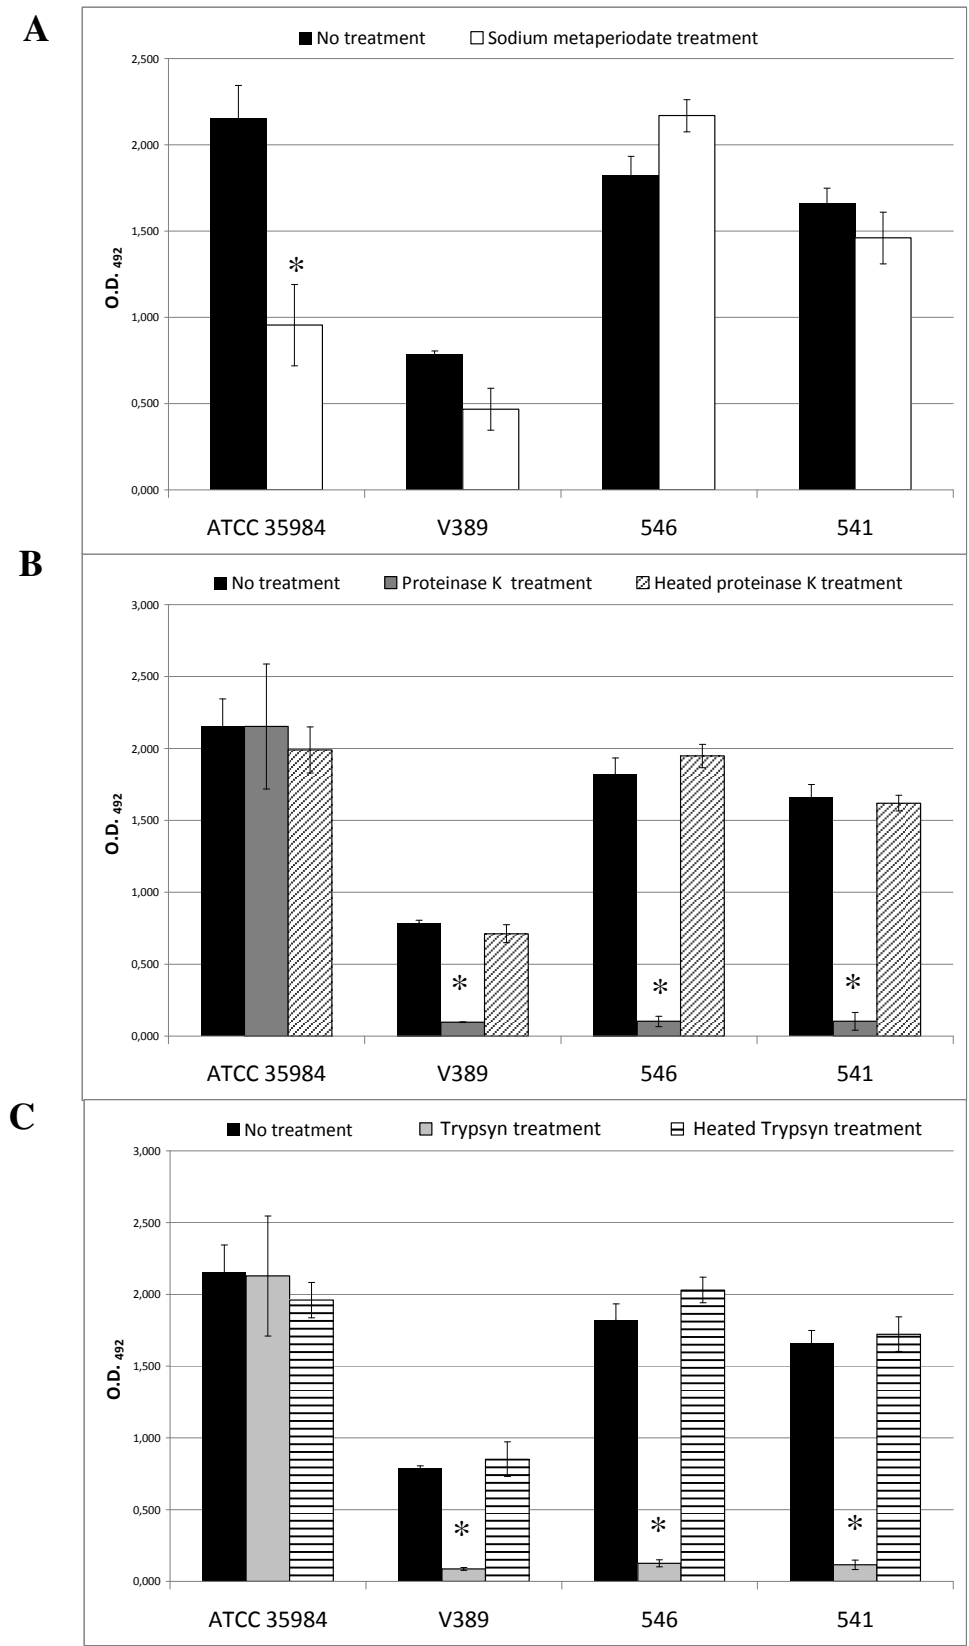 A
No treatment Sodium metaperiodate treatment
2,500
2,000
1,500
1,000
0,500
0,000
O.D. 492
*
ATCC 35984 V389 546 541
B
No treatment Proteinase K treatment Heated proteinase K treatment
3,000
2,500
2,000
1,500
1,000
0,500
0,000
O.D. 492
* * *
ATCC 35984 V389 546 541
C
No treatment Trypsyn treatment Heated Trypsyn treatment
3,000
2,500
2,000
1,500
1,000
0,500
0,000
O.D. 492
* * *
ATCC 35984 V389 546 541